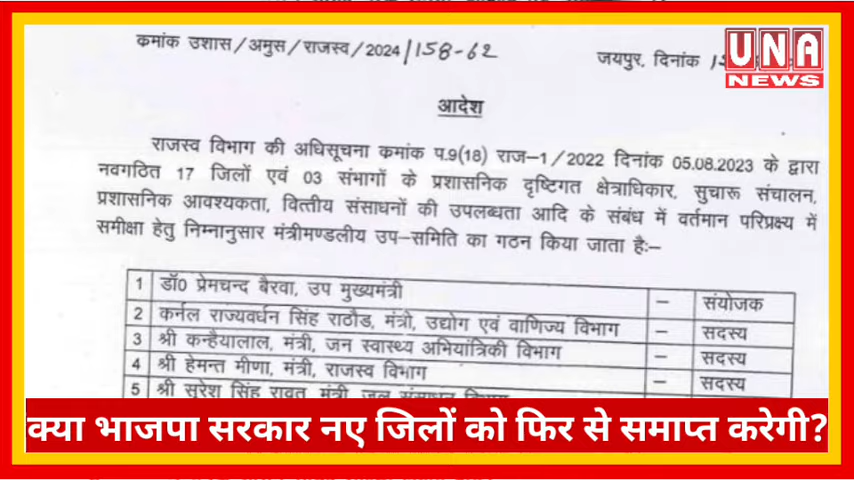 कमांक उशास/अमुस/राजस्व/2024/158-62
जयपुर, दिनांक
UNA
NEWS
आदेश
राजस्व विभाग की अधिसूचना कमांक प.9(18) राज–1/2022 दिनांक 05.08.2023 के द्वारा
नवगठित 17 जिलों एवं 03 संभागों के प्रशासनिक दृष्टिगत क्षेत्राधिकार, सुचारू संचालन,
प्रशासनिक आवश्यकता, वित्तीय संसाधनों की उपलब्धता आदि के संबंध में वर्तमान परिप्रक्ष्य में
समीक्षा हेतु निम्नानुसार मंत्रीमण्डलीय उप–समिति का गठन किया जाता हैः–
1 डॉ0 प्रेमचन्द बैरवा, उप मुख्यमंत्री – संयोजक
2 कर्नल राज्यवर्धन सिंह राठौड, मंत्री, उद्योग एवं वाणिज्य विभाग – सदस्य
3 श्री कन्हैयालाल, मंत्री, जन स्वास्थ्य अभियांत्रिकी विभाग – सदस्य
4 श्री हेमन्त मीणा, मंत्री, राजस्व विभाग – सदस्य
5 श्री सुरेश सिंह रावत, मंत्री, जल संसाधन विभाग
क्या भाजपा सरकार नए जिलों को फिर से समाप्त करेगी?